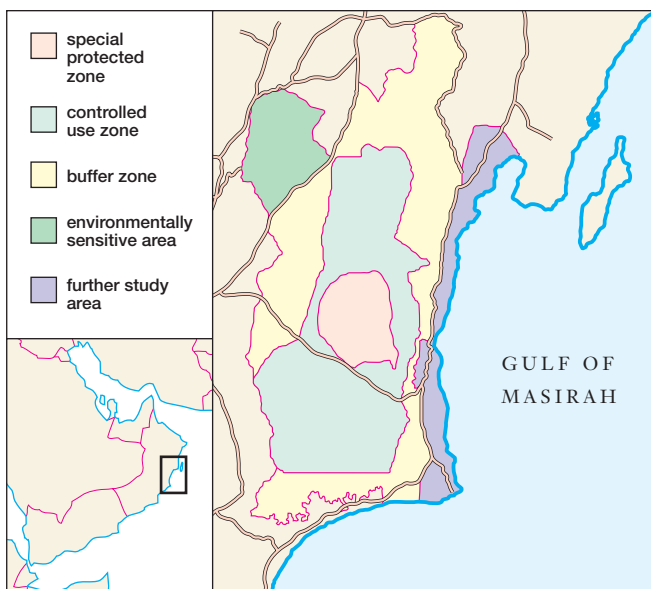 special
protected
zone
controlled
use zone
buffer zone
environmentally
sensitive area
further study
area
GULF OF
MASIRAH